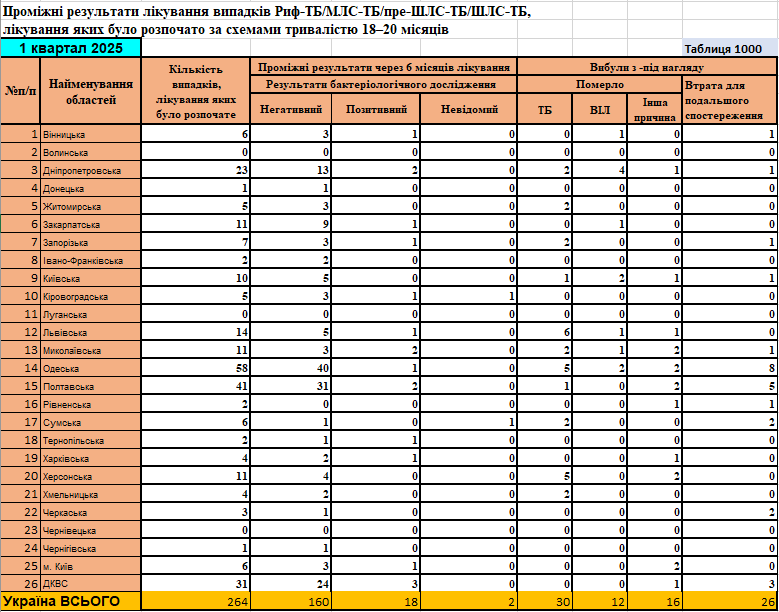 Проміжні результати лікування випадків Риф-ТБ/МЛС-ТБ/пре-ШЛС-ТБ/ШЛС-ТБ,
лікування яких було розпочато за схемами тривалістю 18–20 місяців
1 квартал 2025 Таблиця 1000
№п/п Найменування областей Кількість випадків, лікування яких було розпочате Проміжні результати через 6 місяців лікування Вибули з -під нагляду
Результати бактеріологічного дослідження Померло Втрата для подальшого спостереження
Негативний Позитивний Невідомий ТБ ВІЛ Інша причина
1 Вінницька 6 3 1 0 0 1 0 1
2 Волинська 0 0 0 0 0 0 0 0
3 Дніпропетровська 23 13 2 0 2 4 1 1
4 Донецька 1 1 0 0 0 0 0 0
5 Житомирська 5 3 0 0 2 0 0 0
6 Закарпатська 11 9 1 0 0 1 0 0
7 Запорізька 7 3 1 0 2 0 0 1
8 Івано-Франківська 2 2 0 0 0 0 0 0
9 Київська 10 5 0 0 1 2 1 1
10 Кіровоградська 5 3 1 1 0 0 0 0
11 Луганська 0 0 0 0 0 0 0 0
12 Львівська 14 5 1 0 6 1 1 0
13 Миколаївська 11 3 2 0 2 1 2 1
14 Одеська 58 40 1 0 5 2 2 8
15 Полтавська 41 31 2 0 1 0 2 5
16 Рівненська 2 0 0 0 0 0 1 1
17 Сумська 6 1 0 1 2 0 0 2
18 Тернопільська 2 1 1 0 0 0 0 0
19 Харківська 4 2 1 0 0 0 1 0
20 Херсонська 11 4 0 0 5 0 2 0
21 Хмельницька 4 2 0 0 2 0 0 0
22 Черкаська 3 1 0 0 0 0 0 2
23 Чернівецька 0 0 0 0 0 0 0 0
24 Чернігівська 1 1 0 0 0 0 0 0
25 м. Київ 6 3 1 0 0 0 2 0
26 ДКВС 31 24 3 0 0 0 1 3
Україна ВСЬОГО 264 160 18 2 30 12 16 26